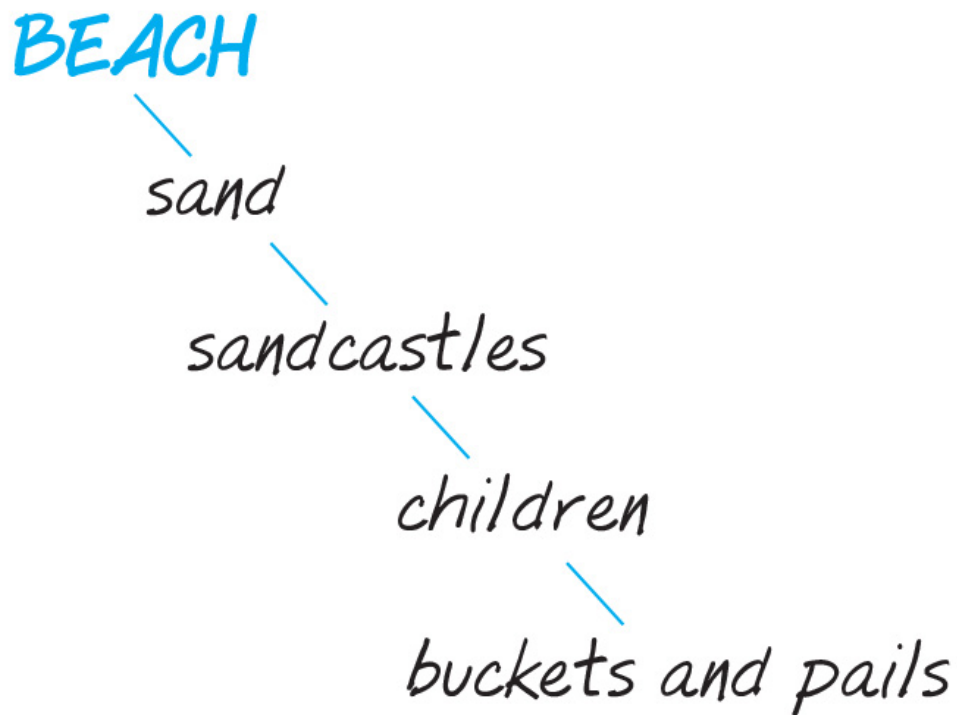 BEACH
sand
sandcastles
children
buckets and pails